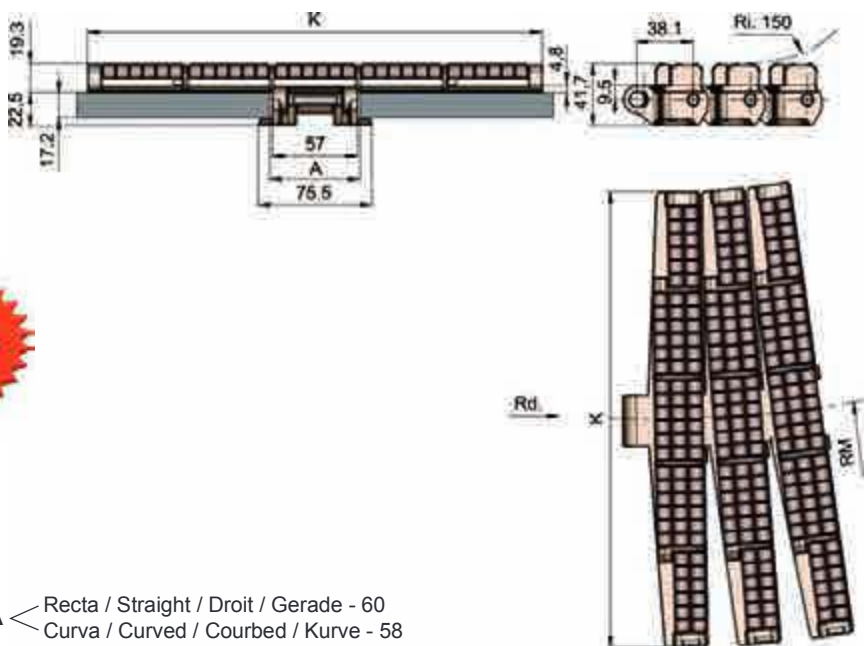 K
19.3
4,8
22,5
17.2
57
A
75.5
38.1
Ri. 150
41,7
9,5
Rd.
K
RM
A
Recta / Straight / Droit / Gerade - 60
Curva / Curved / Courbed / Kurve - 58